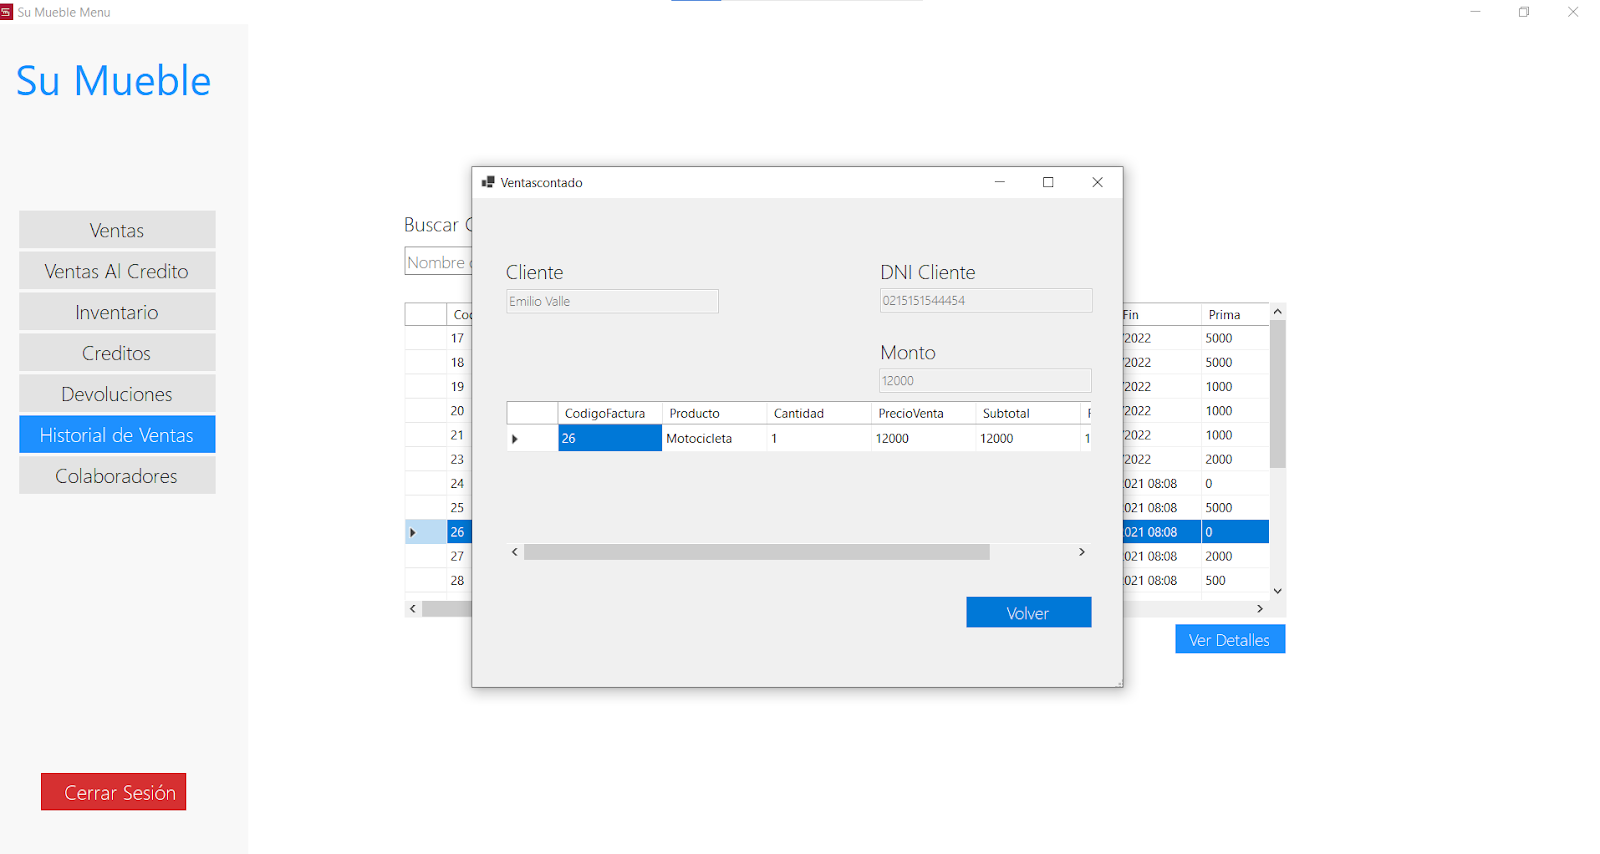 Su Mueble Menu
Su Mueble
Ventas
Ventas Al Credito
Inventario
Creditos
Devoluciones
Historial de Ventas
Colaboradores
Cerrar Sesión
Buscar
Nombre
17
18
19
20
21
23
24
25
26
27
28
Fin Prima
/2022 5000
/2022 5000
/2022 1000
/2022 1000
/2022 1000
/2022 2000
021 08:08 0
021 08:08 5000
021 08:08 0
021 08:08 2000
021 08:08 500
Ver Detalles
Ventascontado
Cliente DNI Cliente
Emilio Valle 0215151544454
Monto
12000
CodigoFactura Producto Cantidad PrecioVenta Subtotal
26 Motocicleta 1 12000 12000 1
Volver